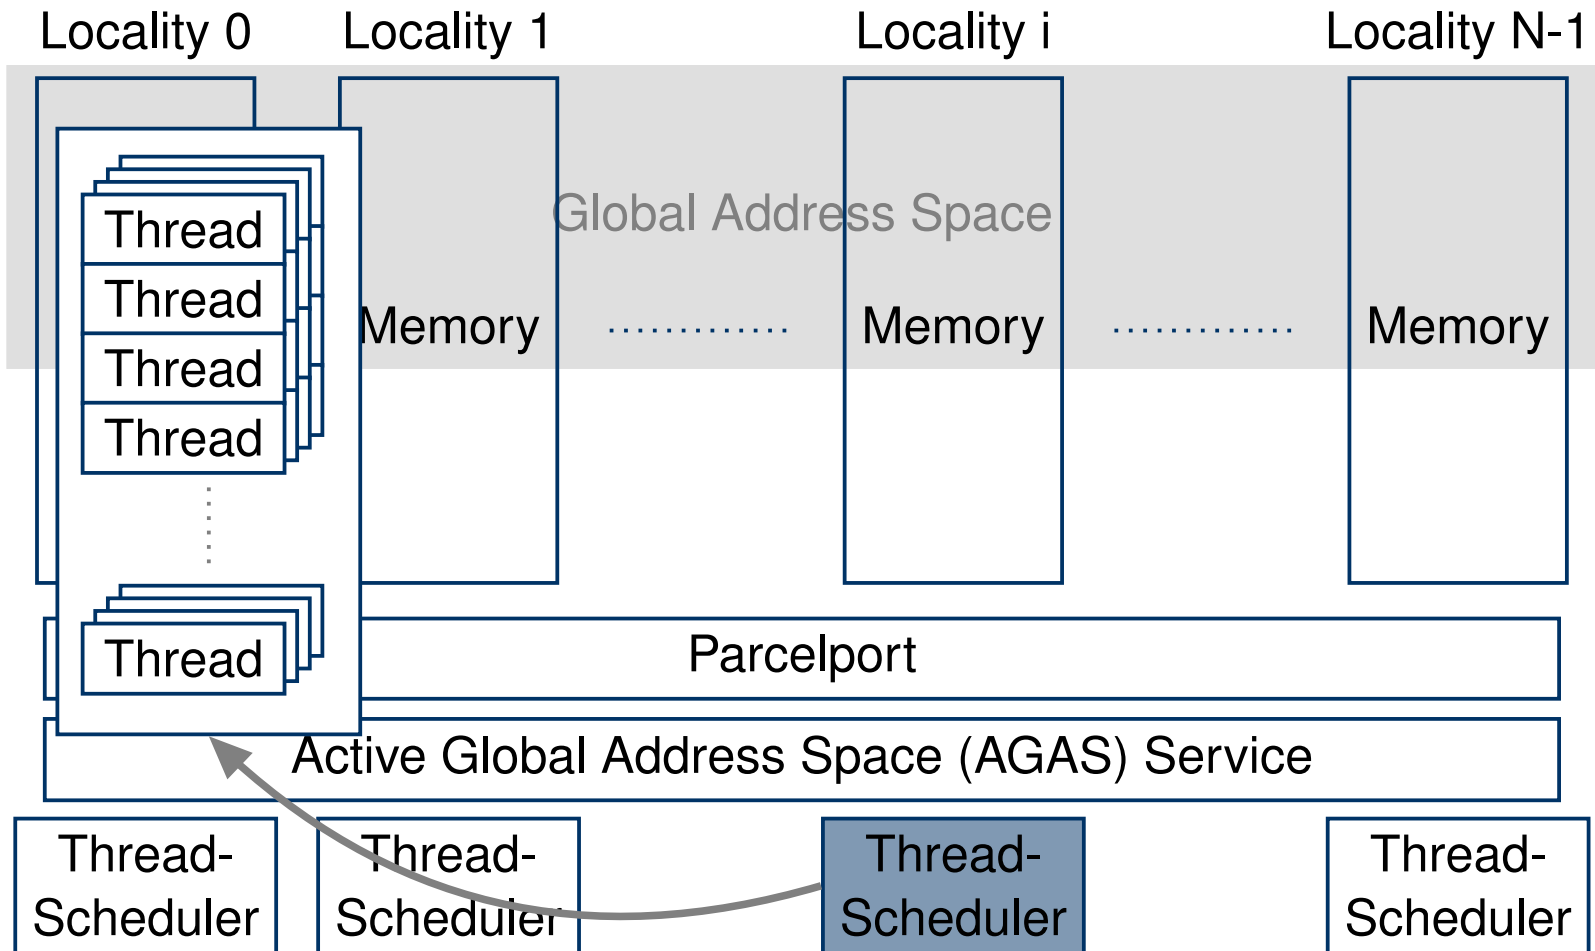 Locality 0
Locality 1
Locality i
Locality N-1
Global Address Space
Thread
Thread
Thread
Thread
Thread
Memory
Memory
Memory
Parcelport
Active Global Address Space (AGAS) Service
Thread-
Scheduler
Thread-
Scheduler
Thread-
Scheduler
Thread-
Scheduler